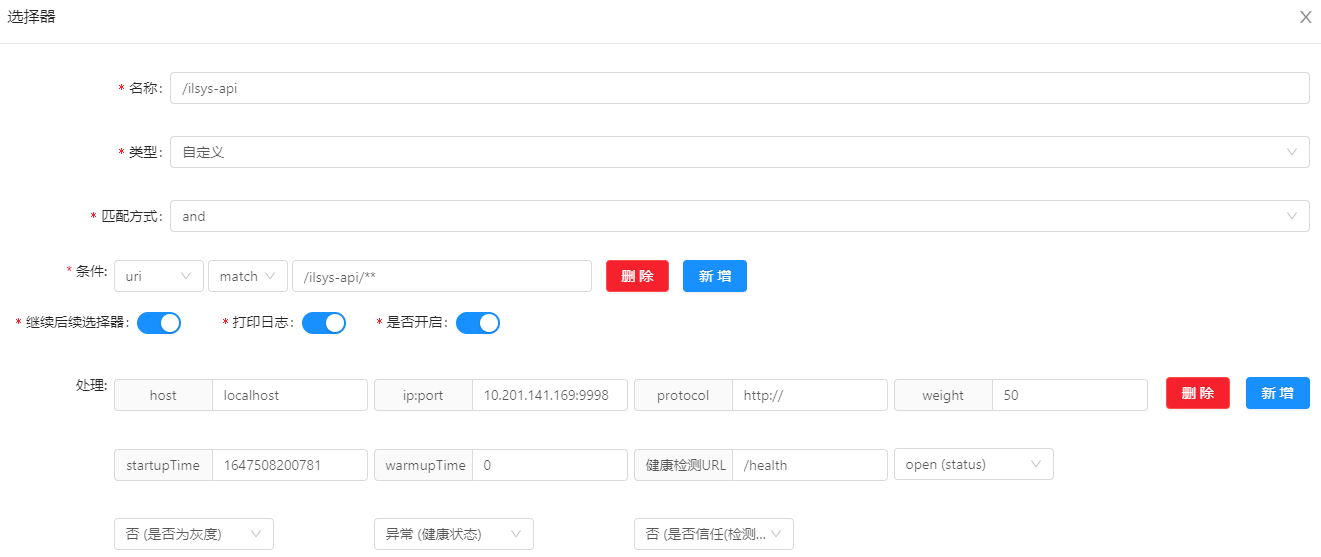 选择器
* 名称: /ilsys-api
* 类型: 自定义
* 匹配方式: and
* 条件: uri match /ilsys-api/** 删 除 新 增
* 继续后续选择器: * 打印日志: * 是否开启:
处理: host localhost ip:port 10.201.141.169:9998 protocol http:// weight 50 删 除 新 增
startupTime 1647508200781 warmupTime 0 健康检测URL /health open (status)
否 (是否为灰度) 异常 (健康状态) 否 (是否信任(检测...